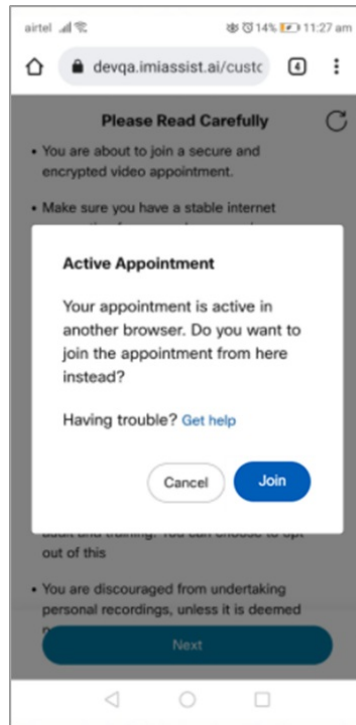 airtel 14% 11:27 am
devqa.imiassist.ai/custc 4
Please Read Carefully
• You are about to join a secure and
encrypted video appointment.
• Make sure you have a stable internet
Active Appointment
Your appointment is active in
another browser. Do you want to
join the appointment from here
instead?
Having trouble? Get help
Cancel Join
audit and training. You can choose to opt
out of this
• You are discouraged from undertaking
personal recordings, unless it is deemed
Next